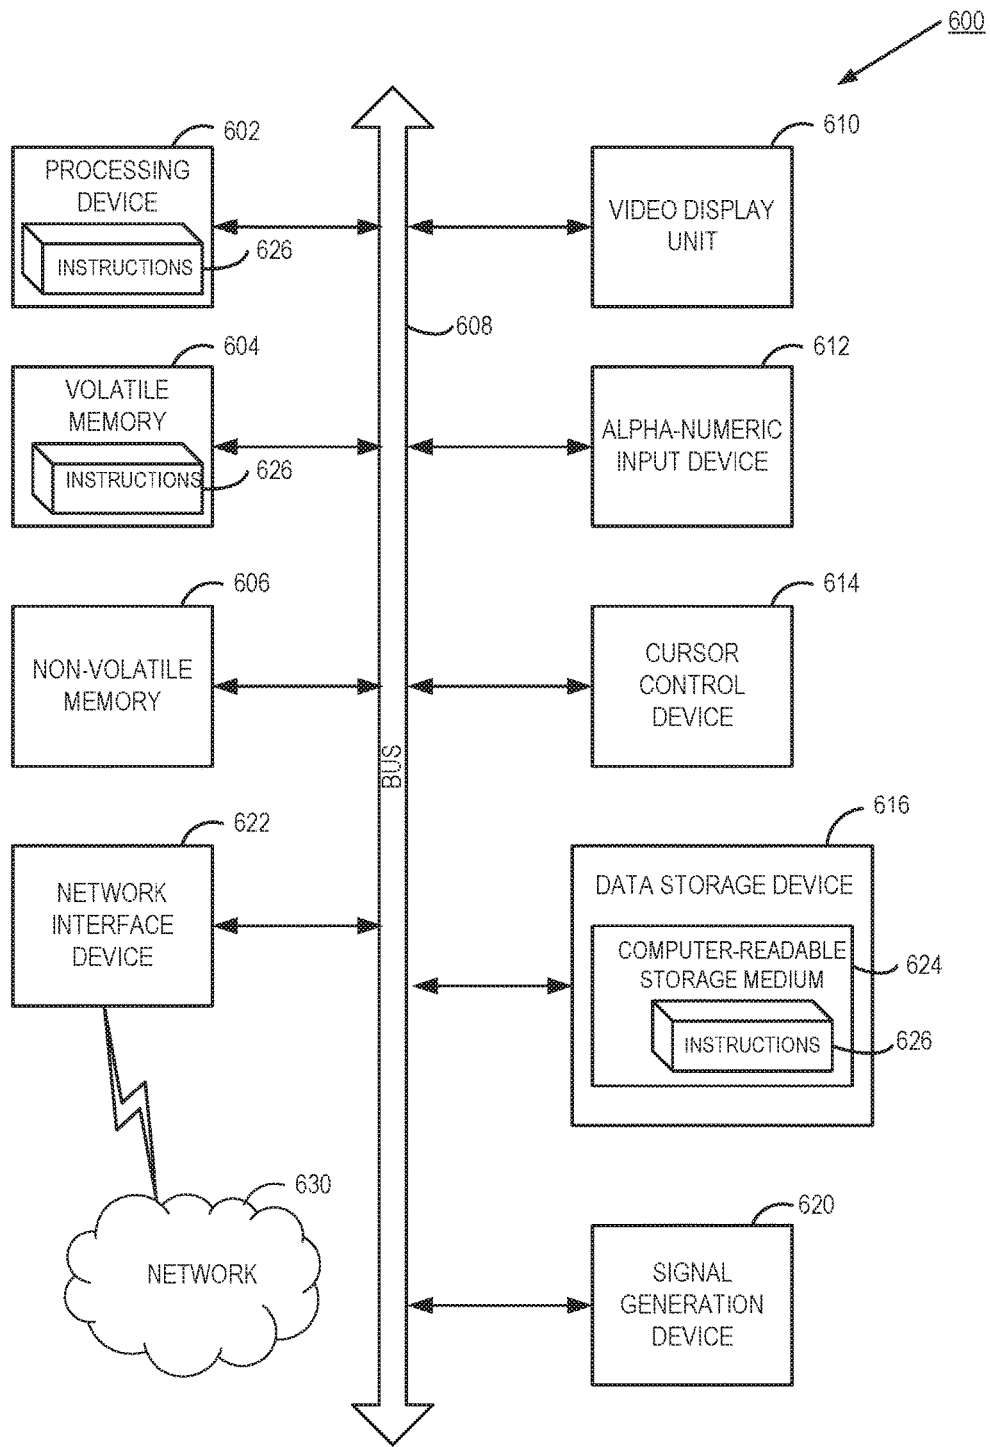 600
602
PROCESSING
DEVICE
INSTRUCTIONS
626
610
VIDEO DISPLAY
UNIT
608
604
VOLATILE
MEMORY
INSTRUCTIONS
626
612
ALPHA-NUMERIC
INPUT DEVICE
606
NON-VOLATILE
MEMORY
614
CURSOR
CONTROL
DEVICE
BUS
622
NETWORK
INTERFACE
DEVICE
616
DATA STORAGE DEVICE
COMPUTER-READABLE
STORAGE MEDIUM
624
INSTRUCTIONS
626
630
NETWORK
620
SIGNAL
GENERATION
DEVICE